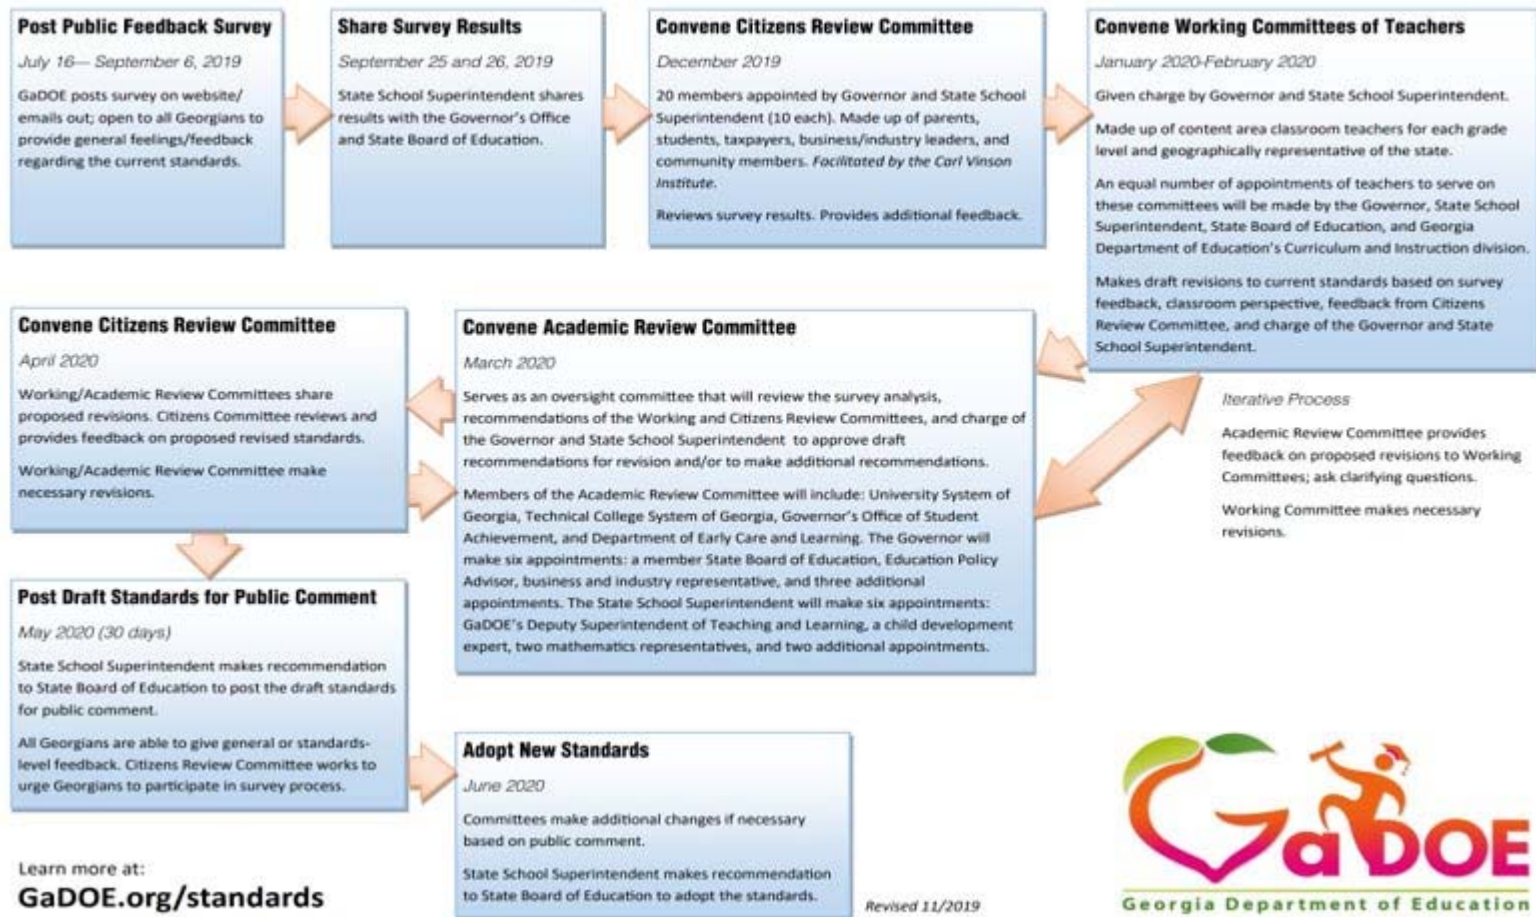 Post Public Feedback Survey
July 16— September 6, 2019
GaDOE posts survey on website/
emails out; open to all Georgians to
provide general feelings/feedback
regarding the current standards.
Share Survey Results
September 25 and 26, 2019
State School Superintendent shares
results with the Governor's Office
and State Board of Education.
Convene Citizens Review Committee
December 2019
20 members appointed by Governor and State School
Superintendent (10 each). Made up of parents,
students, taxpayers, business/industry leaders, and
community members. Facilitated by the Carl Vinson
Institute.
Reviews survey results. Provides additional feedback.
Convene Working Committees of Teachers
January 2020-February 2020
Given charge by Governor and State School Superintendent.
Made up of content area classroom teachers for each grade
level and geographically representative of the state.
An equal number of appointments of teachers to serve on
these committees will be made by the Governor, State School
Superintendent, State Board of Education, and Georgia
Department of Education's Curriculum and Instruction division.
Makes draft revisions to current standards based on survey
feedback, classroom perspective, feedback from Citizens
Review Committee, and charge of the Governor and State
School Superintendent.
Iterative Process
Academic Review Committee provides
feedback on proposed revisions to Working
Committees; ask clarifying questions.
Working Committee makes necessary
revisions.
Convene Academic Review Committee
March 2020
Serves as an oversight committee that will review the survey analysis,
recommendations of the Working and Citizens Review Committees, and charge of
the Governor and State School Superintendent to approve draft
recommendations for revision and/or to make additional recommendations.
Members of the Academic Review Committee will include: University System of
Georgia, Technical College System of Georgia, Governor's Office of Student
Achievement, and Department of Early Care and Learning. The Governor will
make six appointments: a member State Board of Education, Education Policy
Advisor, business and industry representative, and three additional
appointments. The State School Superintendent will make six appointments:
GaDOE's Deputy Superintendent of Teaching and Learning, a child development
expert, two mathematics representatives, and two additional appointments.
Convene Citizens Review Committee
April 2020
Working/Academic Review Committees share
proposed revisions. Citizens Committee reviews and
provides feedback on proposed revised standards.
Working/Academic Review Committee make
necessary revisions.
Post Draft Standards for Public Comment
May 2020 (30 days)
State School Superintendent makes recommendation
to State Board of Education to post the draft standards
for public comment.
All Georgians are able to give general or standards-
level feedback. Citizens Review Committee works to
urge Georgians to participate in survey process.
Adopt New Standards
June 2020
Committees make additional changes if necessary
based on public comment.
State School Superintendent makes recommendation
to State Board of Education to adopt the standards.
Learn more at:
GaDOE.org/standards
Revised 11/2019
GaDOE
Georgia Department of Education